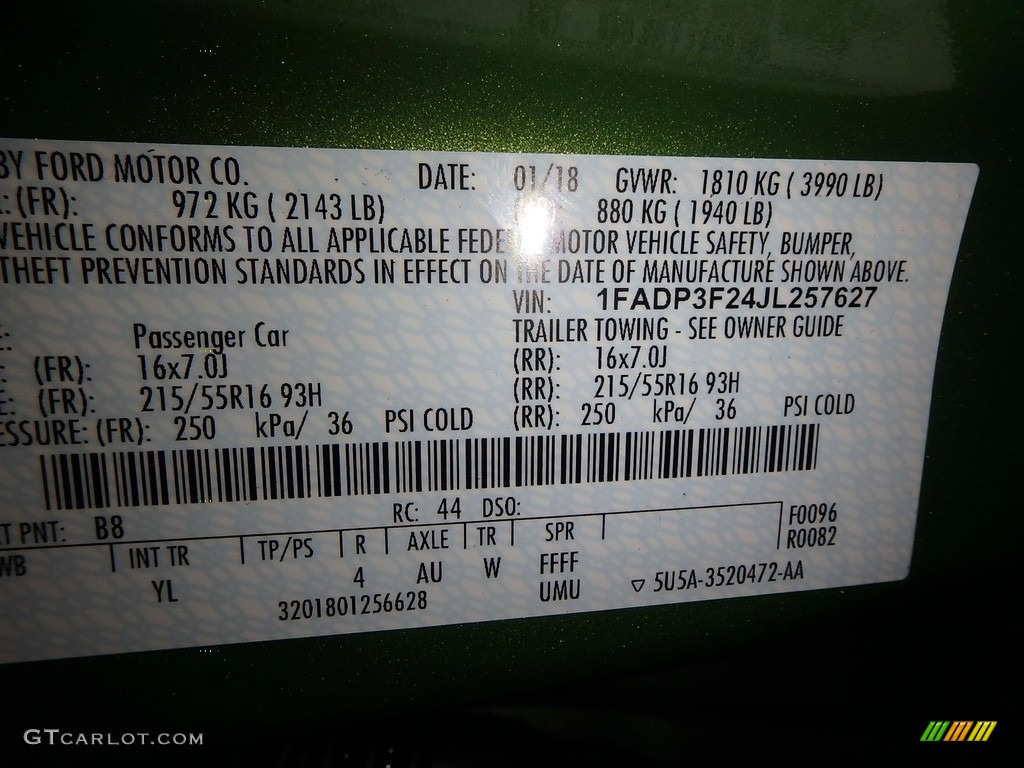 BY FORD MOTOR CO. DATE: 01/18 GVWR: 1810 KG ( 3990 LB)
(FR): 972 KG ( 2143 LB) 880 KG ( 1940 LB)
VEHICLE CONFORMS TO ALL APPLICABLE MOTOR VEHICLE SAFETY, BUMPER,
THEFT PREVENTION STANDARDS IN EFFECT ON THE DATE OF MANUFACTURE SHOWN ABOVE.
VIN: 1FADP3F24JL257627
Passenger Car TRAILER TOWING - SEE OWNER GUIDE
(FR): 16x7.0J (RR): 16x7.0J
(FR): 215/55R16 93H (RR): 215/55R16 93H
ESSURE: (FR): 250 kPa/ 36 PSI COLD (RR): 250 kPa/ 36 PSI COLD
T PNT: B8 RC: 44 DSO:
WB INT TR TP/PS R AXLE TR SPR F0096
R0082
YL 4 AU W FFFF
UMU
3201801256628 ▽ 5U5A-3520472-AA
GTCARLOT.COM